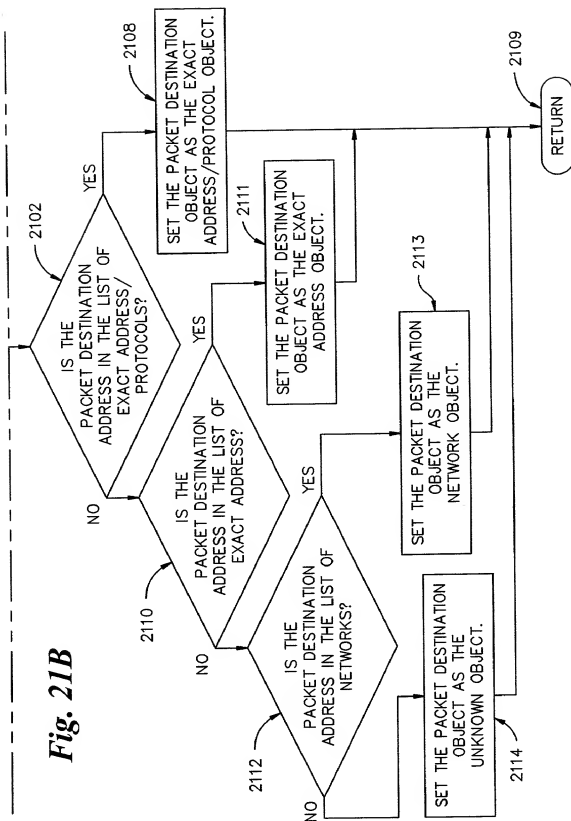 Fig. 21B
2102
IS THE
PACKET DESTINATION
ADDRESS IN THE LIST OF
EXACT ADDRESS/
PROTOCOLS?
YES
NO
2108
SET THE PACKET DESTINATION
OBJECT AS THE EXACT
ADDRESS/PROTOCOL OBJECT.
2110
IS THE
PACKET DESTINATION
ADDRESS IN THE LIST OF
EXACT ADDRESS?
YES
NO
2111
SET THE PACKET DESTINATION
OBJECT AS THE EXACT
ADDRESS OBJECT.
2112
IS THE
PACKET DESTINATION
ADDRESS IN THE LIST OF
NETWORKS?
YES
NO
2113
SET THE PACKET DESTINATION
OBJECT AS THE
NETWORK OBJECT.
SET THE PACKET DESTINATION
OBJECT AS THE
UNKNOWN OBJECT.
2114
2109
RETURN